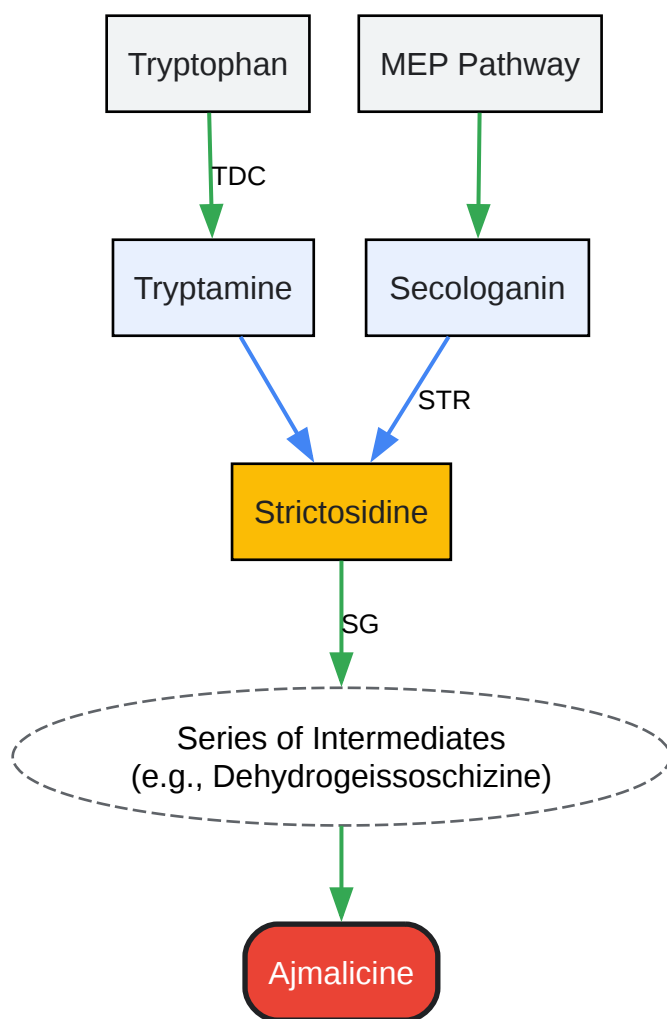 Tryptophan
MEP Pathway
TDC
Tryptamine
Secologanin
STR
Strictosidine
SG
Series of Intermediates
(e.g., Dehydrogeissoschizine)
Ajmalicine